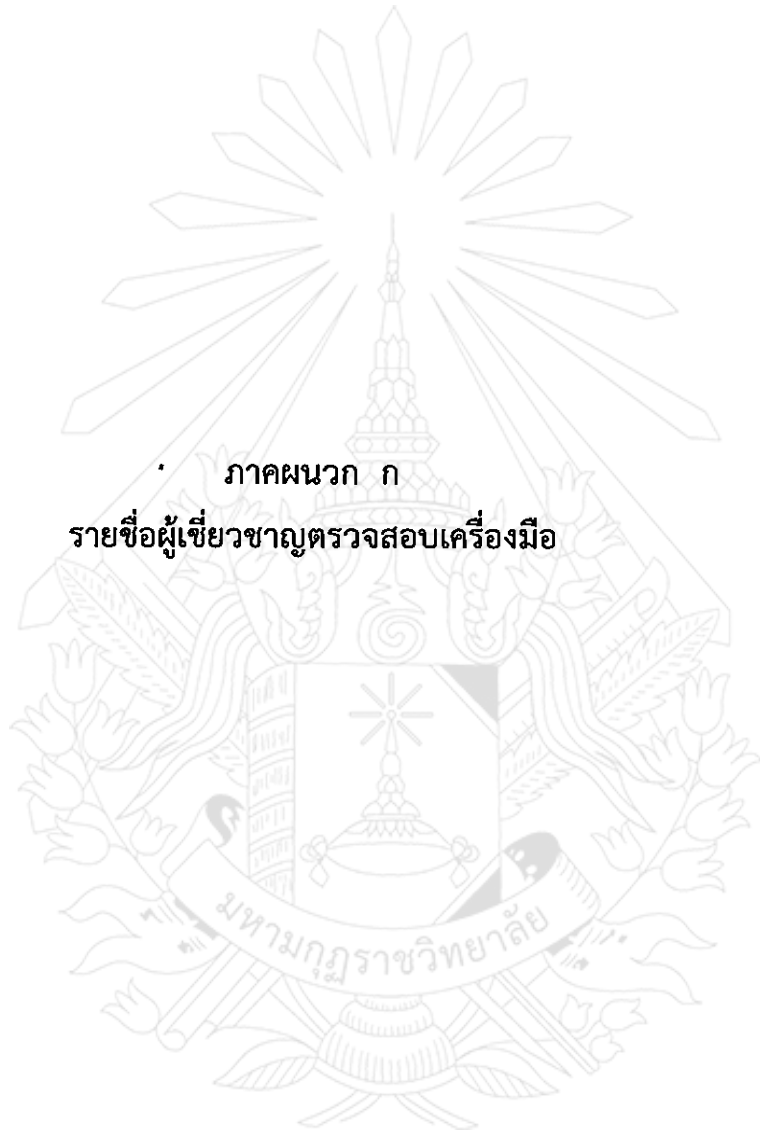 ภาคผนวก ก
รายชื่อผู้เชี่ยวชาญตรวจสอบเครื่องมือ
มหามกุฏราชวิทยาลัย